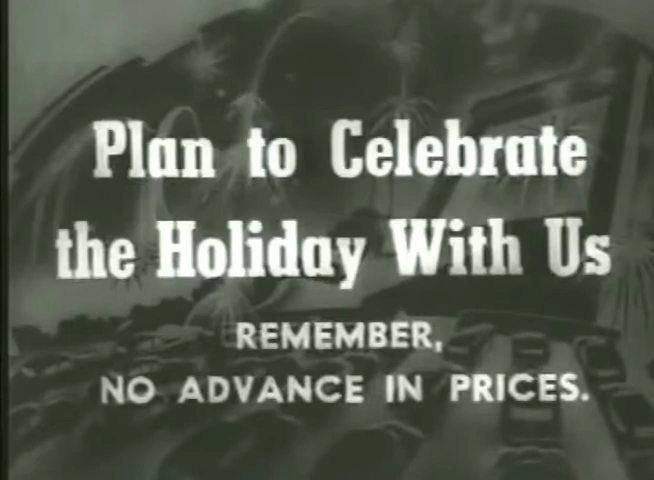 Plan to Celebrate
the Holiday With Us
REMEMBER,
NO ADVANCE IN PRICES.